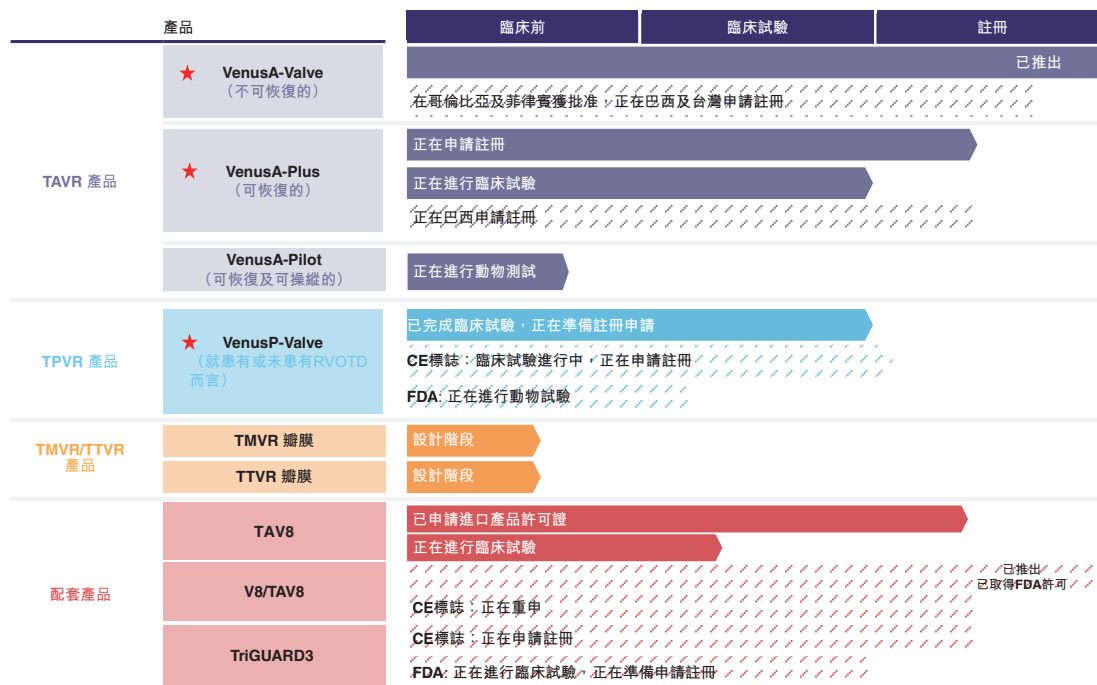 產品
臨床前
臨床試驗
註冊
TAVR 產品
VenusA-Valve
（不可恢復的）
已推出
在哥倫比亞及菲律賓獲批准，正在巴西及台灣申請註冊
VenusA-Plus
（可恢復的）
正在申請註冊
正在進行臨床試驗
正在巴西申請註冊
VenusA-Pilot
（可恢復及可操縱的）
正在進行動物測試
TPVR 產品
VenusP-Valve
（就患有或未患有RVOTD
而言）
已完成臨床試驗，正在準備註冊申請
CE標誌：臨床試驗進行中，正在申請註冊
FDA: 正在進行動物試驗
TMVR/TTVR
產品
TMVR 瓣膜
設計階段
TTVR 瓣膜
設計階段
配套產品
TAV8
已申請進口產品許可證
正在進行臨床試驗
V8/TAV8
已推出
已取得FDA許可
CE標誌：正在重申
TriGUARD3
CE標誌：正在申請註冊
FDA: 正在進行臨床試驗，正在準備申請註冊